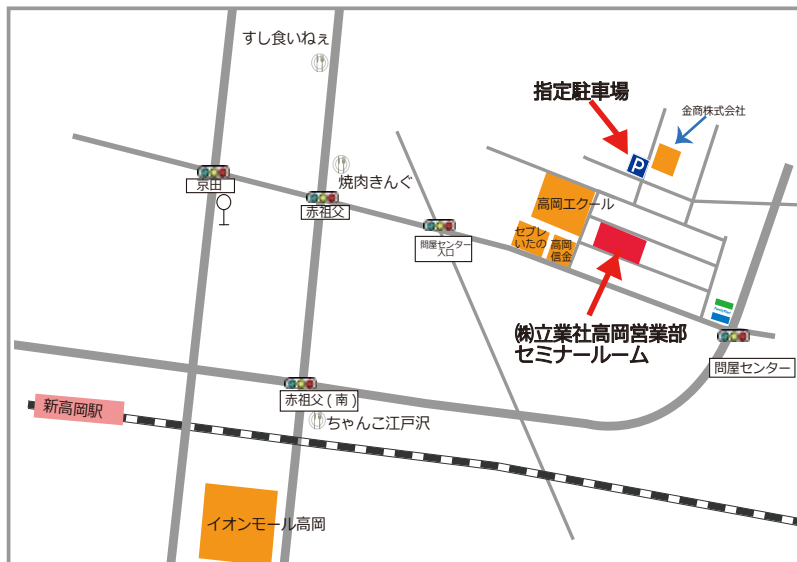 すし食いねぇ
指定駐車場
金商株式会社
P
京田
焼肉きんぐ
赤祖父
高岡エクール
セブレ
いたの
高岡
信金
問屋センター
入口
FamilyMart
㈱立業社高岡営業部
セミナールーム
問屋センター
赤祖父(南)
新高岡駅
ちゃんこ江戸沢
イオンモール高岡